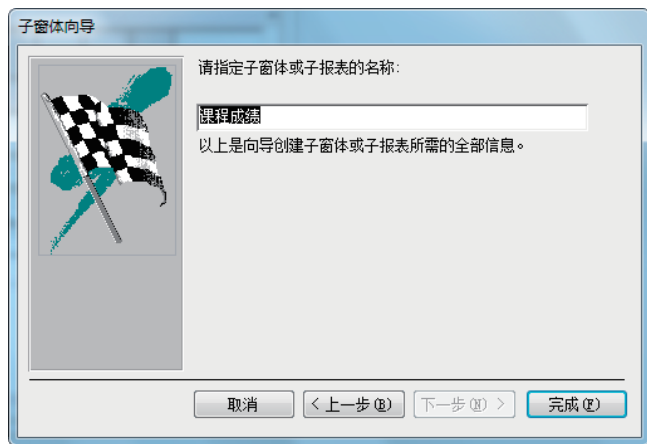 子窗体向导
请指定子窗体或子报表的名称:
课程成绩
以上是向导创建子窗体或子报表所需的全部信息。
取消
< 上一步(B)
下一步(N) >
完成(F)